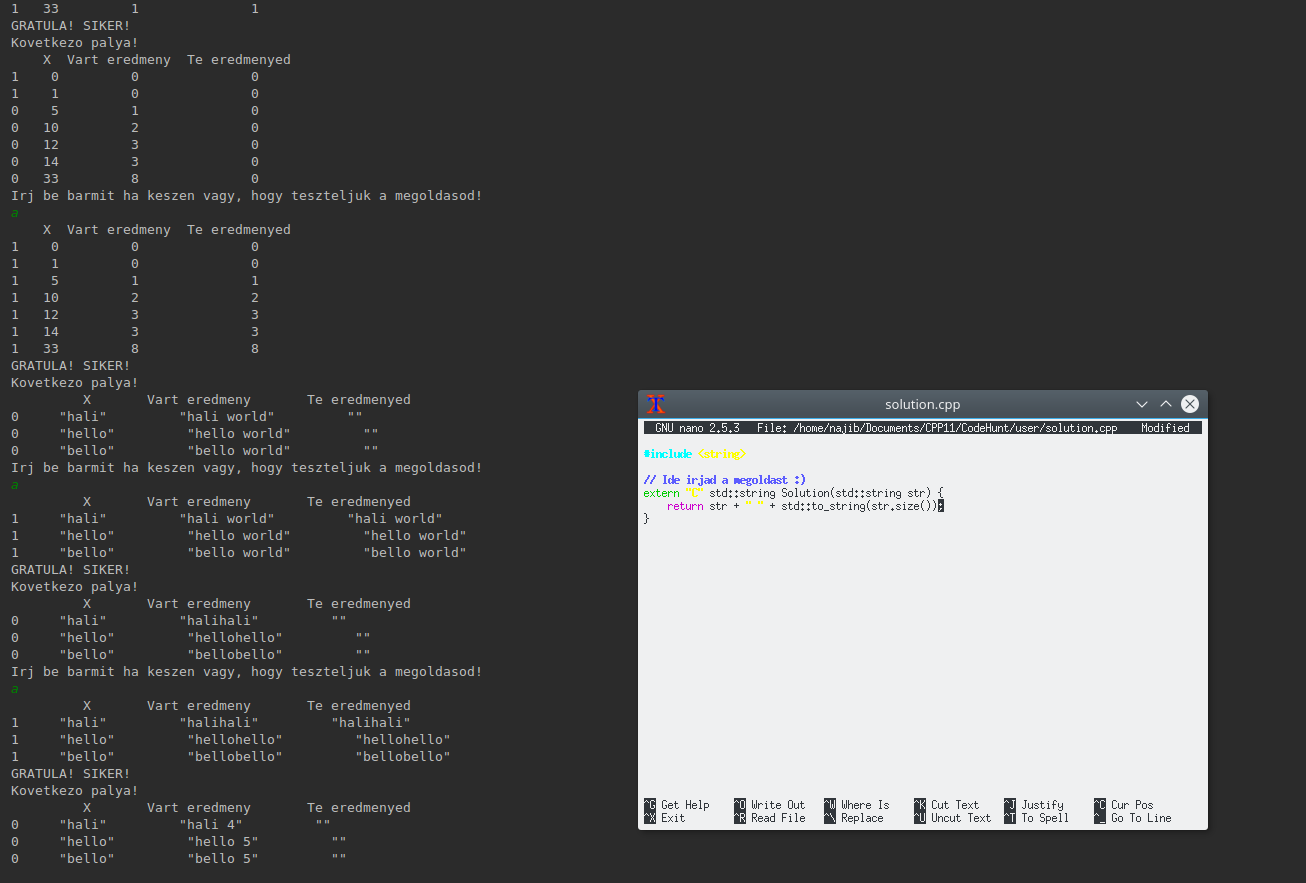 1   33         1              1
GRATULA! SIKER!
Kovetkezo palya!
    X  Vart eredmeny  Te eredmenyed
1    0         0              0
1    1         0              0
0    5         1              0
0   10         2              0
0   12         3              0
0   14         3              0
0   33         8              0
Irj be barmit ha keszen vagy, hogy teszteljuk a megoldasod!
a
    X  Vart eredmeny  Te eredmenyed
1    0         0              0
1    1         0              0
1    5         1              1
1   10         2              2
1   12         3              3
1   14         3              3
1   33         8              8
GRATULA! SIKER!
Kovetkezo palya!
         X       Vart eredmeny       Te eredmenyed
0     "hali"         "hali world"         ""
0     "hello"         "hello world"         ""
0     "bello"         "bello world"         ""
Irj be barmit ha keszen vagy, hogy teszteljuk a megoldasod!
a
         X       Vart eredmeny       Te eredmenyed
1     "hali"         "hali world"         "hali world"
1     "hello"         "hello world"         "hello world"
1     "bello"         "bello world"         "bello world"
GRATULA! SIKER!
Kovetkezo palya!
         X       Vart eredmeny       Te eredmenyed
0     "hali"         "halihali"         ""
0     "hello"         "hellohello"         ""
0     "bello"         "bellobello"         ""
Irj be barmit ha keszen vagy, hogy teszteljuk a megoldasod!
a
         X       Vart eredmeny       Te eredmenyed
1     "hali"         "halihali"         "halihali"
1     "hello"         "hellohello"         "hellohello"
1     "bello"         "bellobello"         "bellobello"
GRATULA! SIKER!
Kovetkezo palya!
         X       Vart eredmeny       Te eredmenyed
0     "hali"         "hali 4"         ""
0     "hello"         "hello 5"         ""
0     "bello"         "bello 5"         ""
solution.cpp
GNU nano 2.5.3   File: /home/najib/Documents/CPP11/CodeHunt/user/solution.cpp    Modified
#include <string>
// Ide irjad a megoldast :)
extern "C" std::string Solution(std::string str) {
    return str + " " + std::to_string(str.size());
}
^G Get Help    ^O Write Out   ^W Where Is    ^K Cut Text    ^J Justify     ^C Cur Pos
^X Exit        ^R Read File   ^\ Replace     ^U Uncut Text  ^T To Spell    ^_ Go To Line